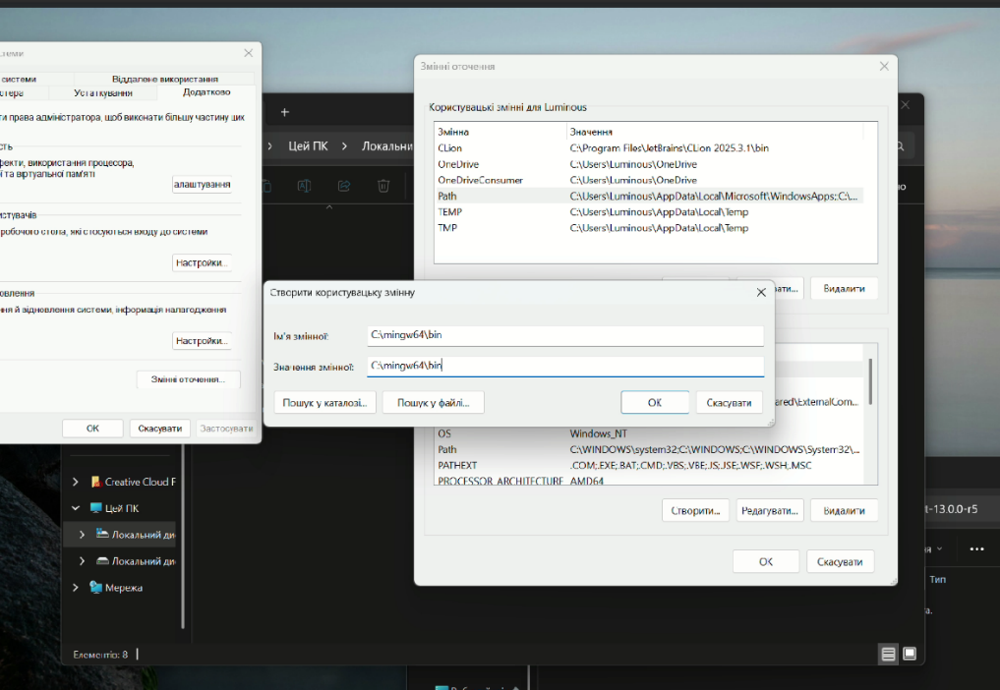 Змінні оточення
системи
Віддалене використання
Устаткування
Додатково
Користувацькі змінні для Luminous
права адміністратора, щоб виконати більшу частину цих
Цей ПК
Локальни
Змінна
Значення
CLion
C:\Program Files\JetBrains\CLion 2025.3.1\bin
OneDrive
C:\Users\Luminous\OneDrive
OneDriveConsumer
C:\Users\Luminous\OneDrive
Path
C:\Users\Luminous\AppData\Local\Microsoft\WindowsApps;C:\...
TEMP
C:\Users\Luminous\AppData\Local\Temp
TMP
C:\Users\Luminous\AppData\Local\Temp
фекти, використання процесора,
ї та віртуальної пам'яті
алаштування
истувачів
робочого стола, які стосуються входу до системи
Настройки...
овлення
ня й відновлення системи, інформація налагодження
Настройки...
Змінні оточення...
ОК
Скасувати
Застосувати
вати...
Видалити
Створити користувацьку змінну
Ім'я змінної:
C:\mingw64\bin
Значення змінної:
C:\mingw64\bin
Пошук у каталозі...
Пошук у файлі...
ОК
Скасувати
ared\ExternalCom...
OS
Windows_NT
Path
C:\WINDOWS\system32;C:\WINDOWS;C:\WINDOWS\System32\...
PATHEXT
.COM;.EXE;.BAT;.CMD;.VBS;.VBE;.JS;.JSE;.WSF;.WSH;.MSC
PROCESSOR_ARCHITECTURE
AMD64
Створити...
Редагувати...
Видалити
ОК
Скасувати
Creative Cloud F
Цей ПК
Локальний ди
Локальний ди
Мережа
Елементів: 8
t-13.0.0-r5
Тип